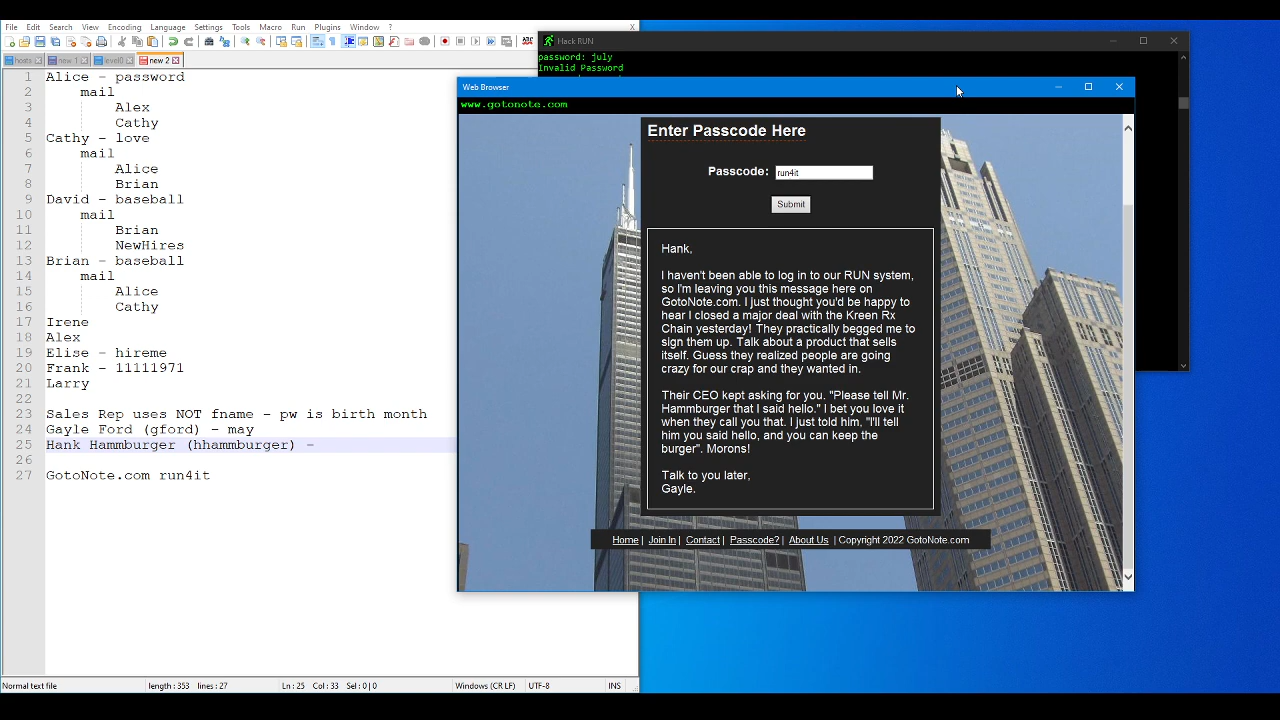 File Edit Search View Encoding Language Settings Tools Macro Run Plugins Window ? X
new 1 level0 new 2
1 Alice - password
2 mail
3 Alex
4 Cathy
5 Cathy - love
6 mail
7 Alice
8 Brian
9 David - baseball
10 mail
11 Brian
12 NewHires
13 Brian - baseball
14 mail
15 Alice
16 Cathy
17 Irene
18 Alex
19 Elise - hireme
20 Frank - 11111971
21 Larry
22
23 Sales Rep uses NOT fname - pw is birth month
24 Gayle Ford (gford) - may
25 Hank Hammburger (hhammburger) -
26
27 GotoNote.com run4it
Normal text file length : 353 lines : 27 Ln : 25 Col : 33 Sel : 0 | 0 Windows (CR LF) UTF-8 INS
Hack RUN
password: july
Invalid Password
Web Browser
www.gotonote.com
Enter Passcode Here
Passcode: run4it
Submit
Hank,
I haven't been able to log in to our RUN system,
so I'm leaving you this message here on
GotoNote.com. I just thought you'd be happy to
hear I closed a major deal with the Kreen Rx
Chain yesterday! They practically begged me to
sign them up. Talk about a product that sells
itself. Guess they realized people are going
crazy for our crap and they wanted in.
Their CEO kept asking for you. "Please tell Mr.
Hammburger that I said hello." I bet you love it
when they call you that. I just told him, "I'll tell
him you said hello, and you can keep the
burger". Morons!
Talk to you later,
Gayle.
Home | Join In | Contact | Passcode? | About Us | Copyright 2022 GotoNote.com